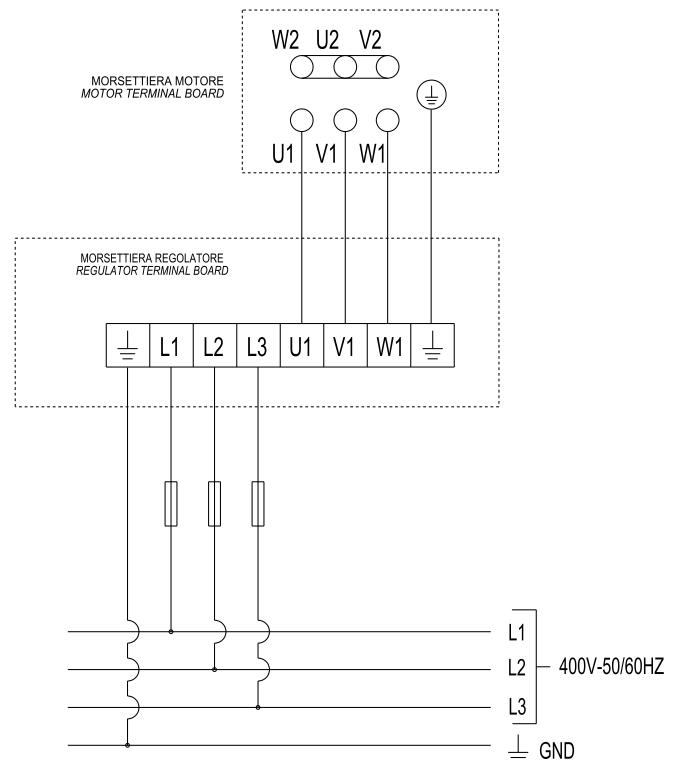 W2 U2 V2
MORSETTIERA MOTORE
MOTOR TERMINAL BOARD
U1 V1 W1
MORSETTIERA REGOLATORE
REGULATOR TERMINAL BOARD
L1 L2 L3 U1 V1 W1
L1
L2 400V-50/60HZ
L3
GND